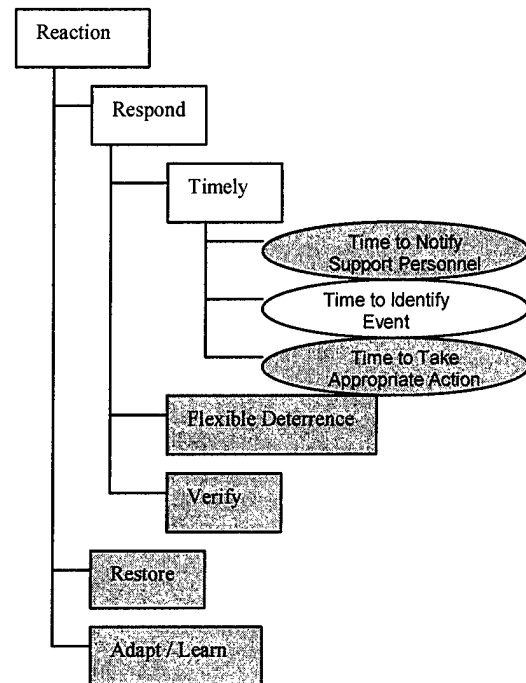 Reaction
Respond
Timely
Time to Notify
Support Personnel
Time to Identify
Event
Time to Take
Appropriate Action
Flexible Deterrence
Verify
Restore
Adapt / Learn